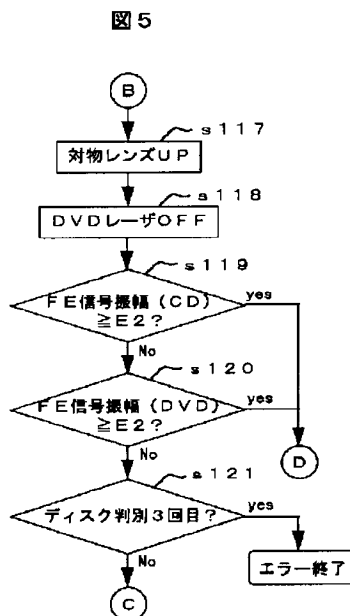 図５
B
s１１７
対物レンズＵＰ
s１１８
ＤＶＤレーザＯＦＦ
s１１９
ＦＥ信号振幅（ＣＤ）
≧Ｅ２？
yes
No
s１２０
ＦＥ信号振幅（ＤＶＤ）
≧Ｅ２？
yes
No
D
s１２１
ディスク判別３回目？
yes
No
エラー終了
C